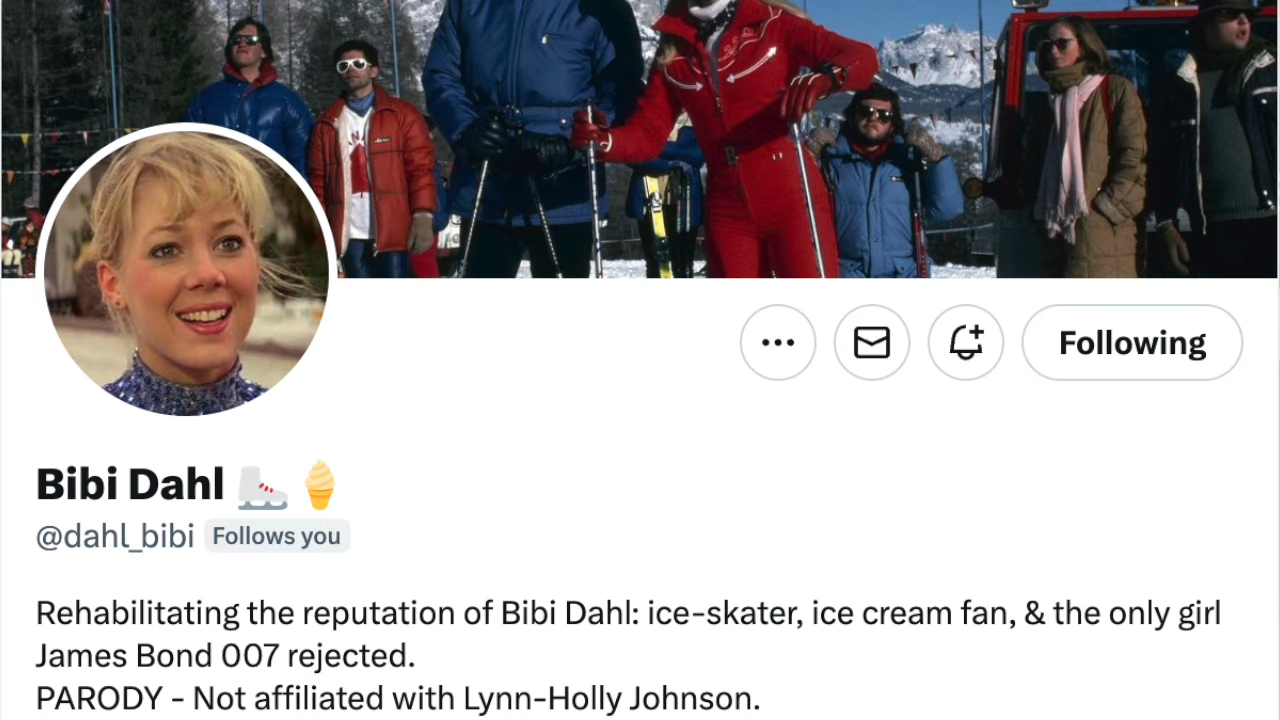 Following
Bibi Dahl ⛸️🍦
@dahl_bibi Follows you
Rehabilitating the reputation of Bibi Dahl: ice-skater, ice cream fan, & the only girl
James Bond 007 rejected.
PARODY - Not affiliated with Lynn-Holly Johnson.